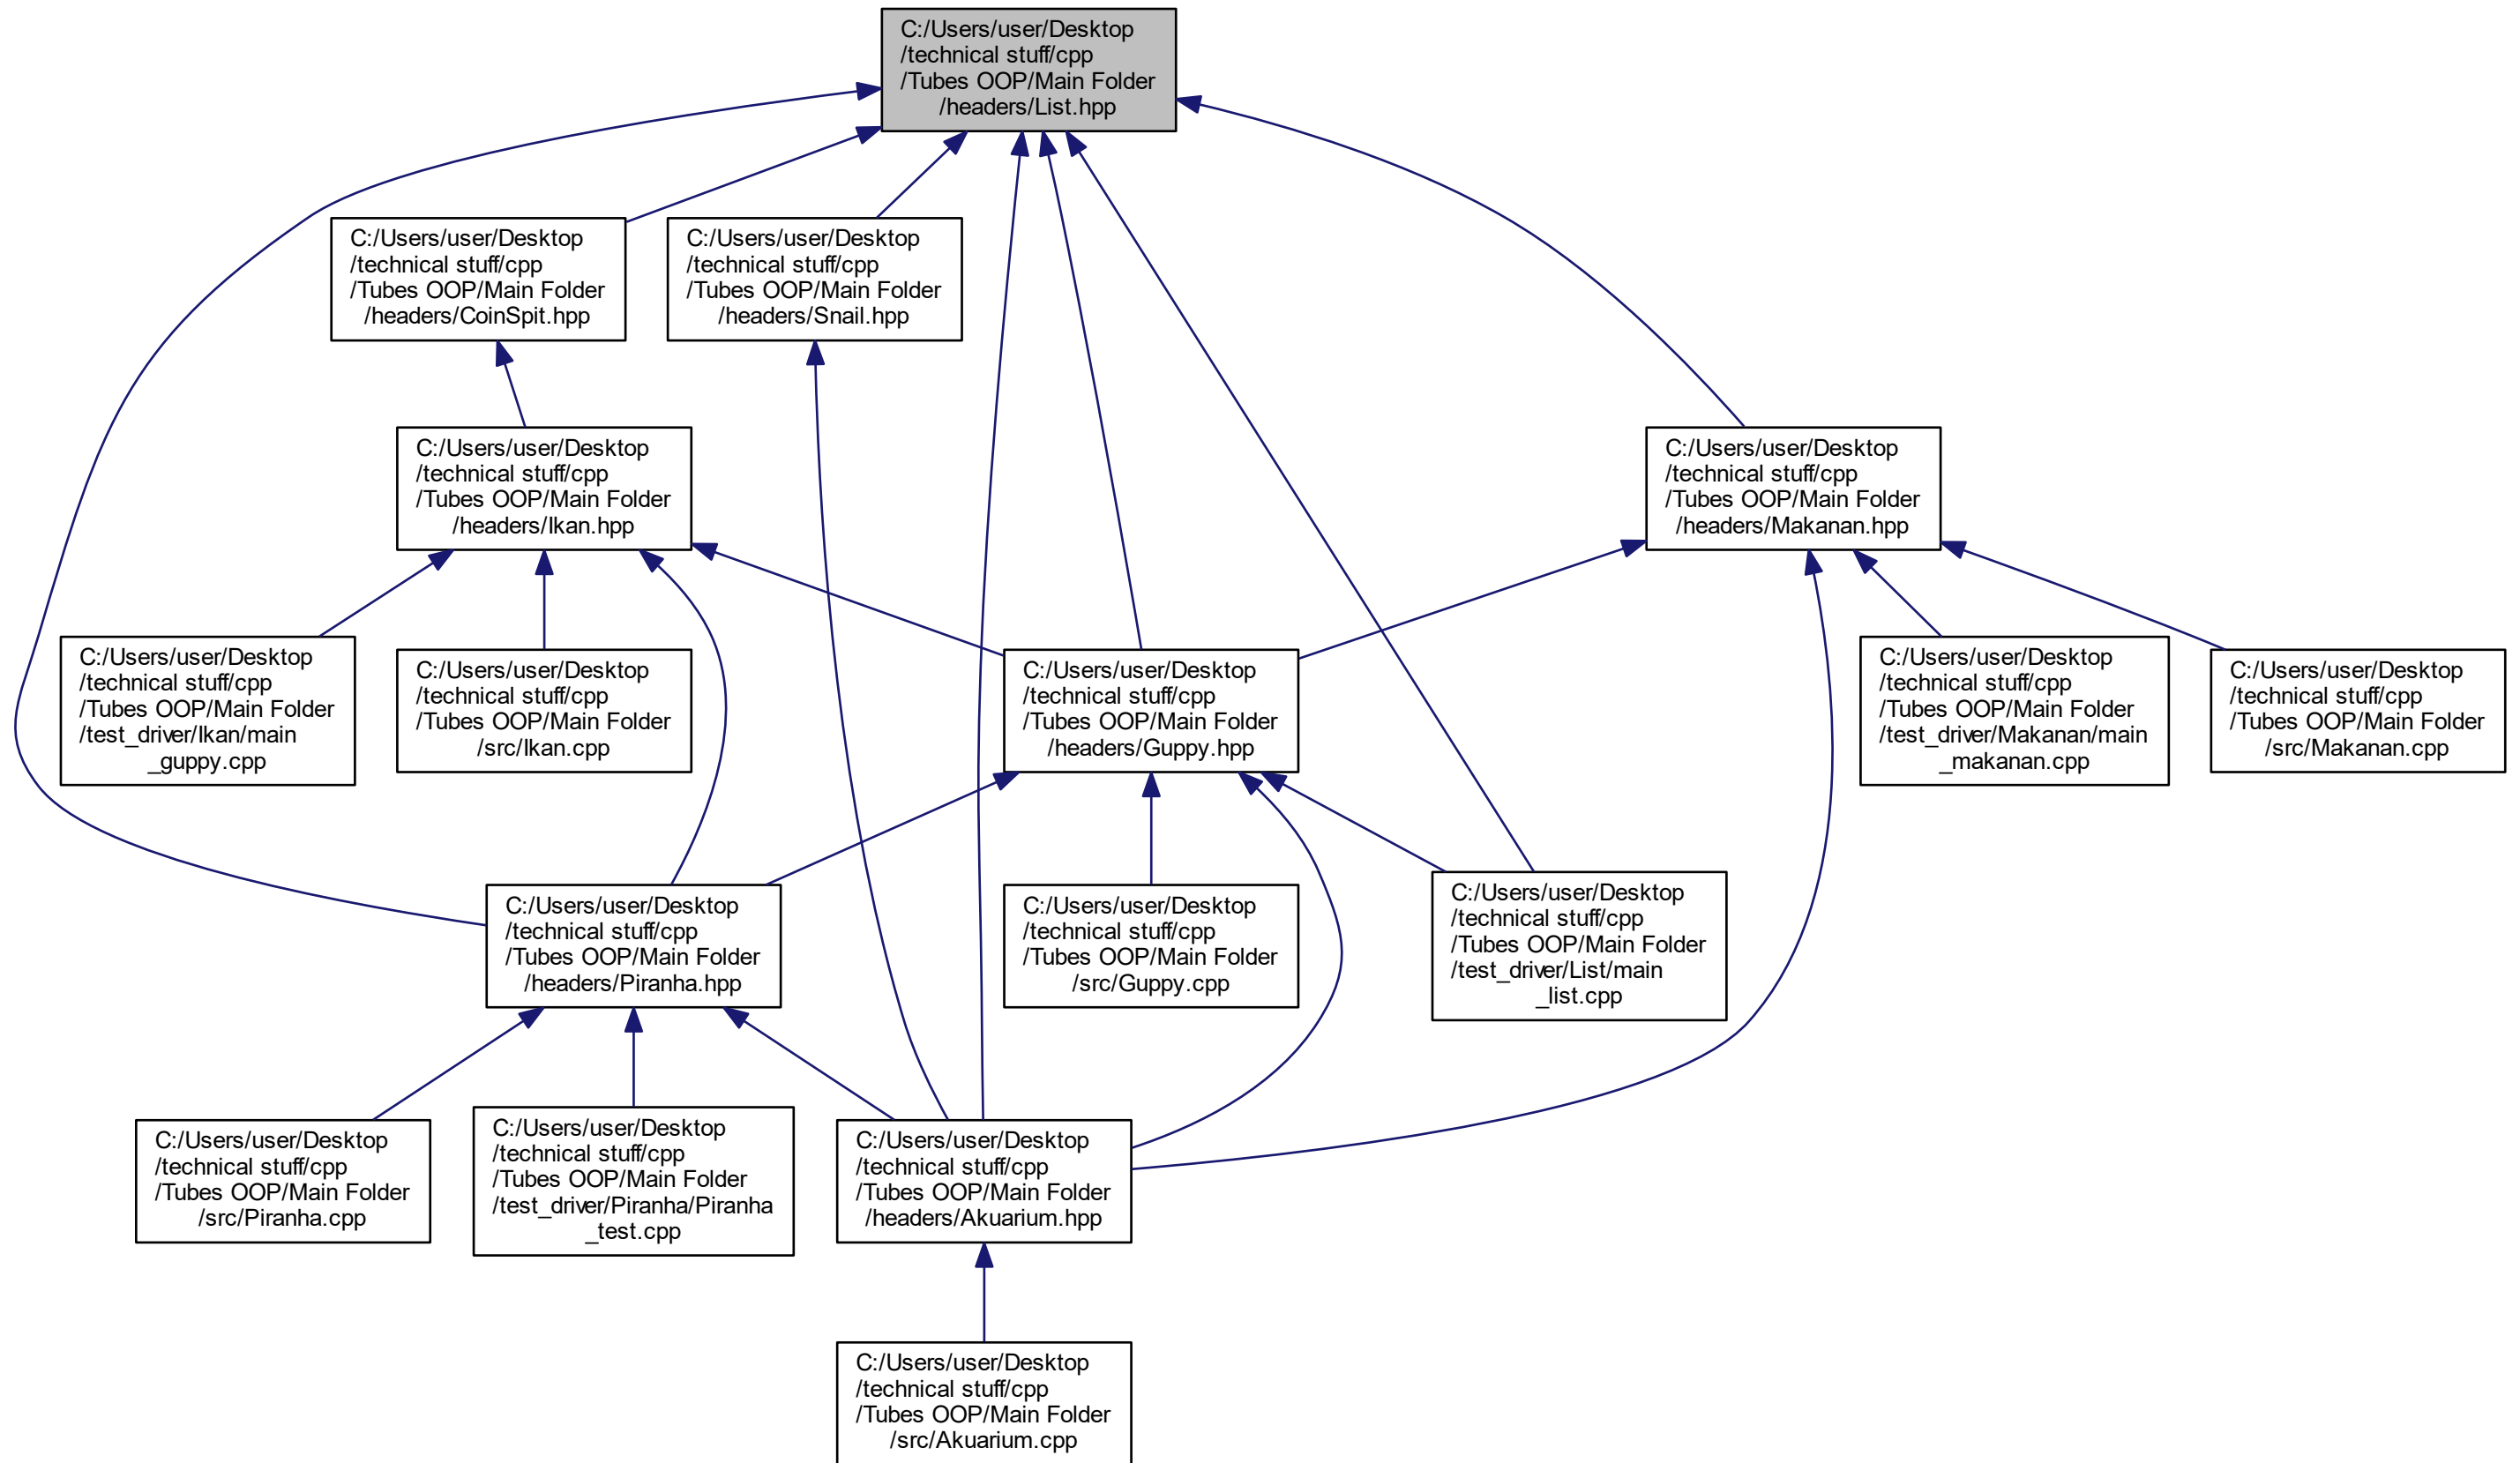 C:/Users/user/Desktop
/technical stuff/cpp
/Tubes OOP/Main Folder
/headers/List.hpp
C:/Users/user/Desktop
/technical stuff/cpp
/Tubes OOP/Main Folder
/headers/CoinSpit.hpp
C:/Users/user/Desktop
/technical stuff/cpp
/Tubes OOP/Main Folder
/headers/Snail.hpp
C:/Users/user/Desktop
/technical stuff/cpp
/Tubes OOP/Main Folder
/headers/Ikan.hpp
C:/Users/user/Desktop
/technical stuff/cpp
/Tubes OOP/Main Folder
/headers/Makanan.hpp
C:/Users/user/Desktop
/technical stuff/cpp
/Tubes OOP/Main Folder
/test_driver/Ikan/main
_guppy.cpp
C:/Users/user/Desktop
/technical stuff/cpp
/Tubes OOP/Main Folder
/src/Ikan.cpp
C:/Users/user/Desktop
/technical stuff/cpp
/Tubes OOP/Main Folder
/headers/Guppy.hpp
C:/Users/user/Desktop
/technical stuff/cpp
/Tubes OOP/Main Folder
/test_driver/Makanan/main
_makanan.cpp
C:/Users/user/Desktop
/technical stuff/cpp
/Tubes OOP/Main Folder
/src/Makanan.cpp
C:/Users/user/Desktop
/technical stuff/cpp
/Tubes OOP/Main Folder
/headers/Piranha.hpp
C:/Users/user/Desktop
/technical stuff/cpp
/Tubes OOP/Main Folder
/src/Guppy.cpp
C:/Users/user/Desktop
/technical stuff/cpp
/Tubes OOP/Main Folder
/test_driver/List/main
_list.cpp
C:/Users/user/Desktop
/technical stuff/cpp
/Tubes OOP/Main Folder
/src/Piranha.cpp
C:/Users/user/Desktop
/technical stuff/cpp
/Tubes OOP/Main Folder
/test_driver/Piranha/Piranha
_test.cpp
C:/Users/user/Desktop
/technical stuff/cpp
/Tubes OOP/Main Folder
/headers/Akuarium.hpp
C:/Users/user/Desktop
/technical stuff/cpp
/Tubes OOP/Main Folder
/src/Akuarium.cpp